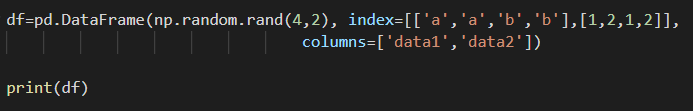 df=pd.DataFrame(np.random.rand(4,2), index=[['a','a','b','b'],[1,2,1,2]],
columns=['data1','data2'])
print(df)